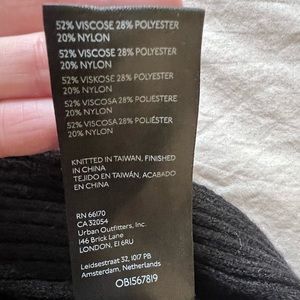 52% VISCOSE 28% POLYESTER
20% NYLON
52% VISCOSE 28% POLYESTER
20% NYLON
52% VISKOSE 28% POLYESTER
20% NYLON
52% VISCOSA 28% POLIESTERE
20% NYLON
52% VISCOSA 28% POLIÉSTER
20% NYLON
KNITTED IN TAIWAN, FINISHED
IN CHINA
TEJIDO EN TAIWÁN, ACABADO
EN CHINA
RN 66170
CA 32054
Urban Outfitters, Inc.
146 Brick Lane
LONDON, E1 6RU
Leidsestraat 32, 1017 PB
Amsterdam, Netherlands
OB1567819